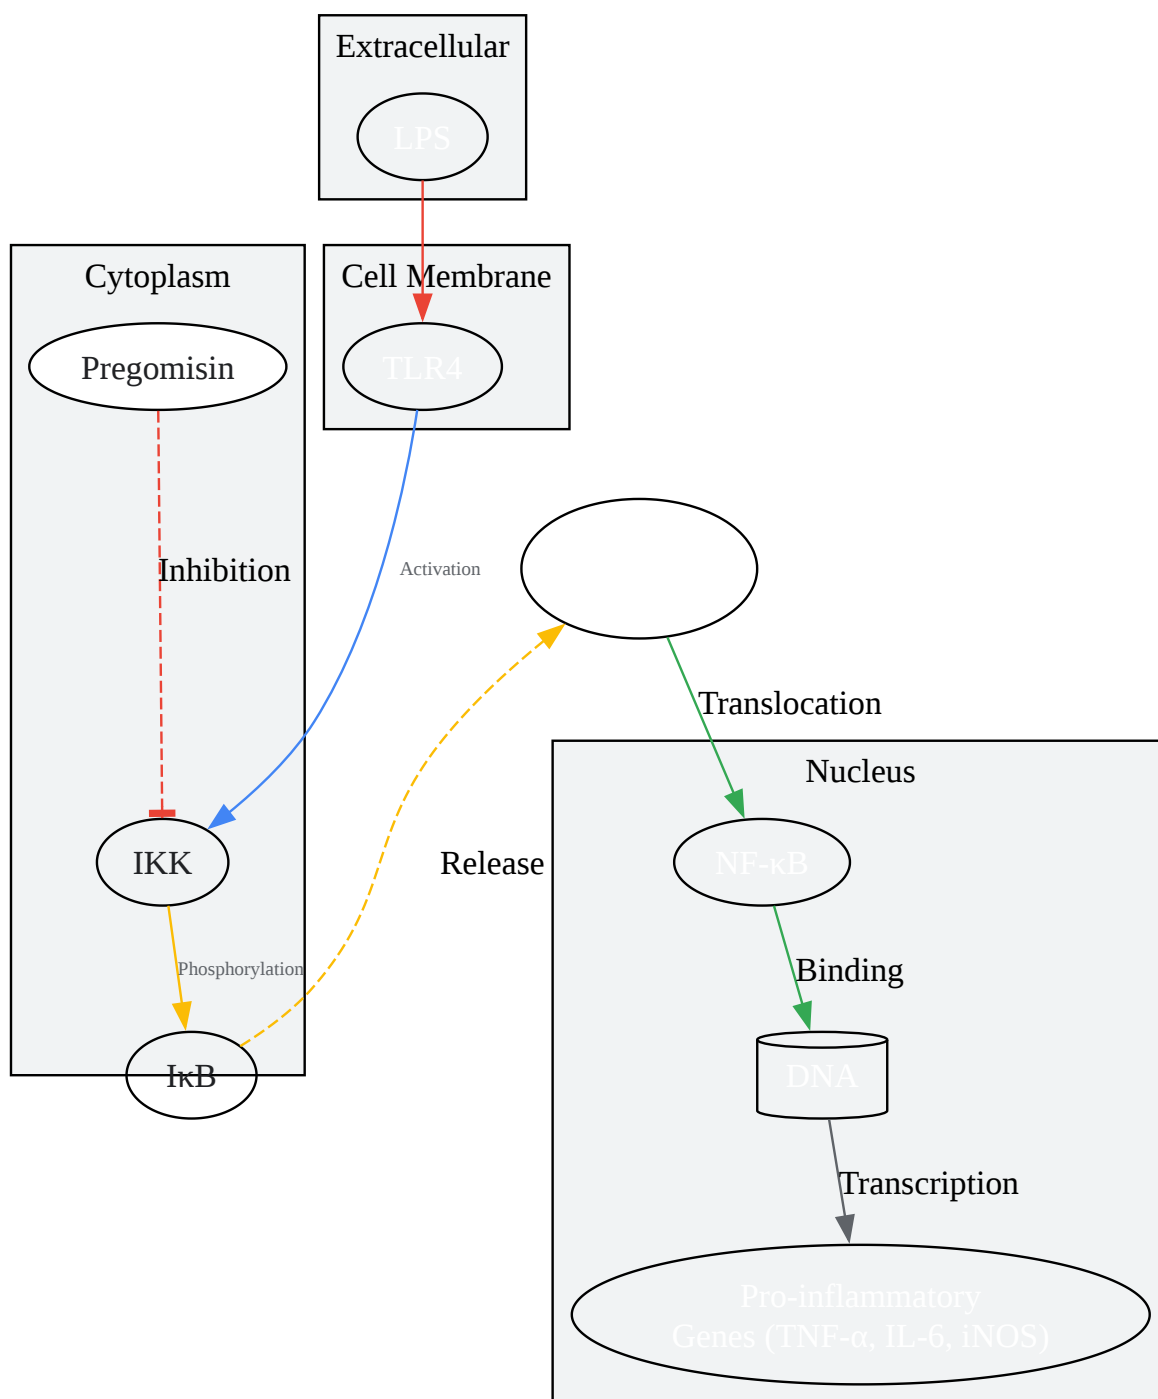 Extracellular
LPS
Cytoplasm
Cell Membrane
Pregomisin
TLR4
Inhibition
Activation
Translocation
Nucleus
IKK
Release
NF-κB
Phosphorylation
Binding
IκB
DNA
Transcription
Pro-inflammatory
Genes (TNF-α, IL-6, iNOS)